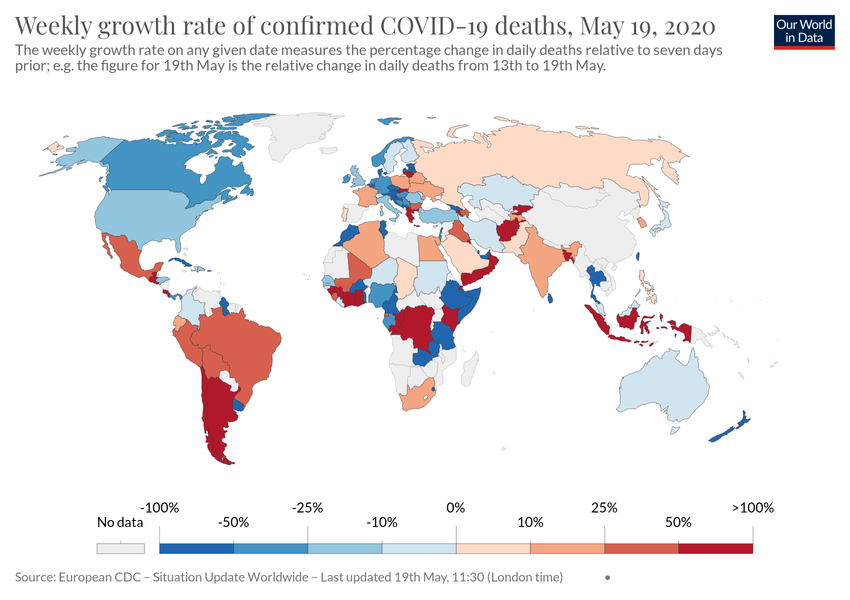 Weekly growth rate of confirmed COVID-19 deaths, May 19, 2020
Our World
in Data
The weekly growth rate on any given date measures the percentage change in daily deaths relative to seven days
prior; e.g. the figure for 19th May is the relative change in daily deaths from 13th to 19th May.
-100% -25% 0% 25% >100%
No data -50% -10% 10% 50%
Source: European CDC – Situation Update Worldwide – Last updated 19th May, 11:30 (London time) •